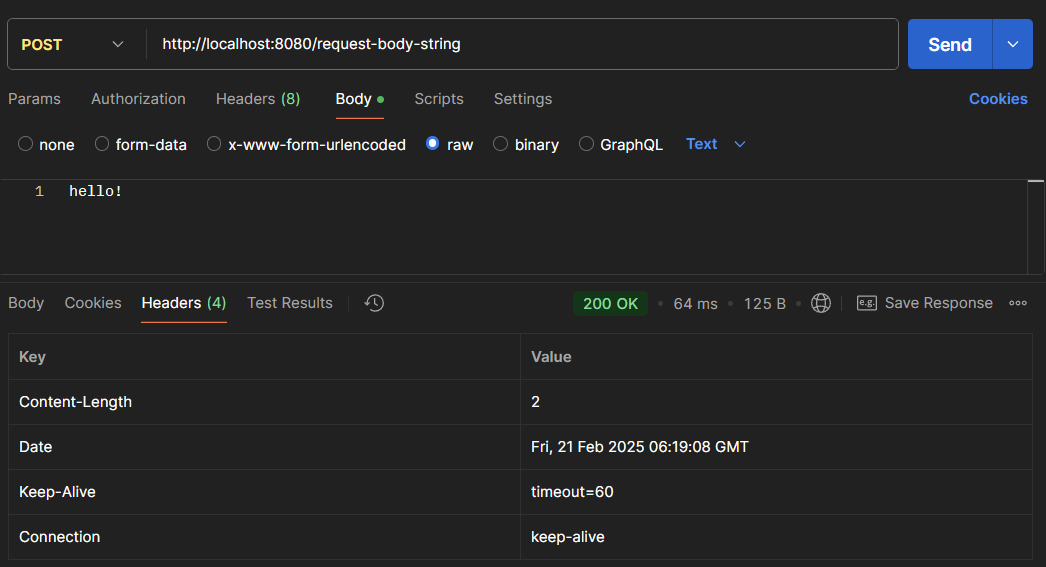 POST http://localhost:8080/request-body-string Send
Params Authorization Headers (8) Body Scripts Settings Cookies
none form-data x-www-form-urlencoded raw binary GraphQL Text
1 hello!
Body Cookies Headers (4) Test Results 200 OK • 64 ms • 125 B • e.g. Save Response
Key Value
Content-Length 2
Date Fri, 21 Feb 2025 06:19:08 GMT
Keep-Alive timeout=60
Connection keep-alive